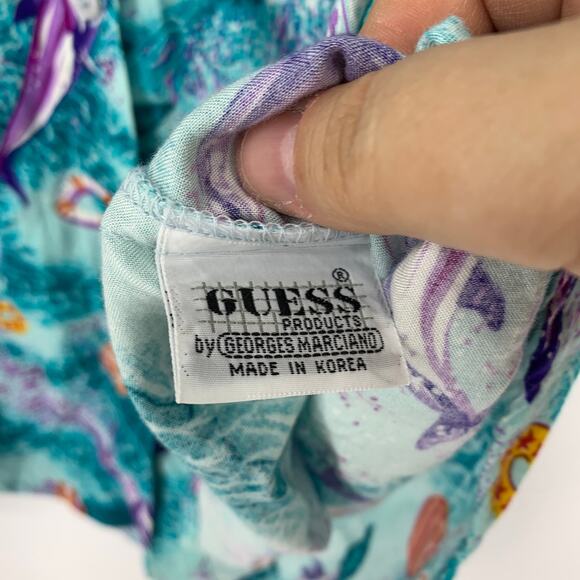 GUESS®
PRODUCTS
by GEORGES MARCIANO
MADE IN KOREA